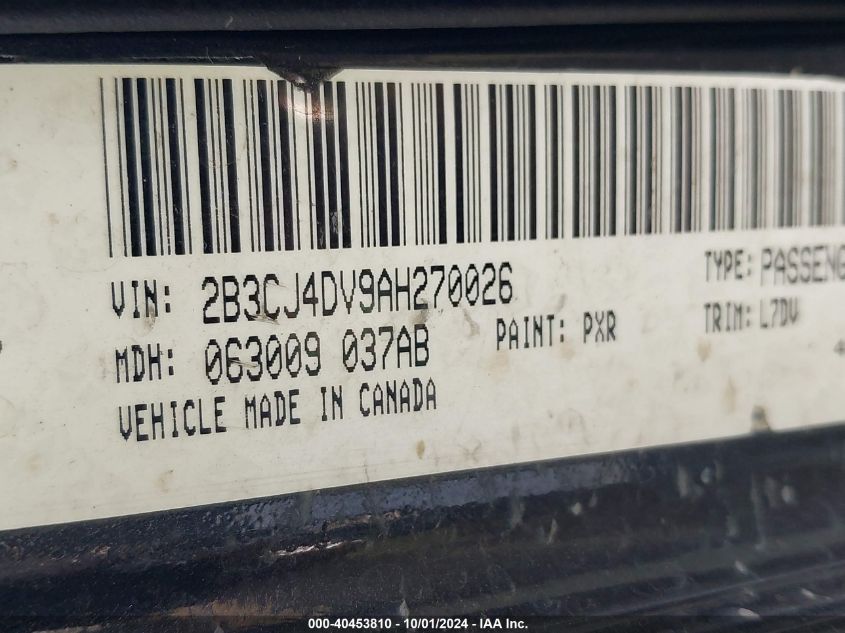 VIN: 2B3CJ4DV9AH270026
TYPE: PASSENG
MDH: 063009 037AB
PAINT: PXR
TRIM: L7DV
VEHICLE MADE IN CANADA
000-40453810 - 10/01/2024 - IAA Inc.